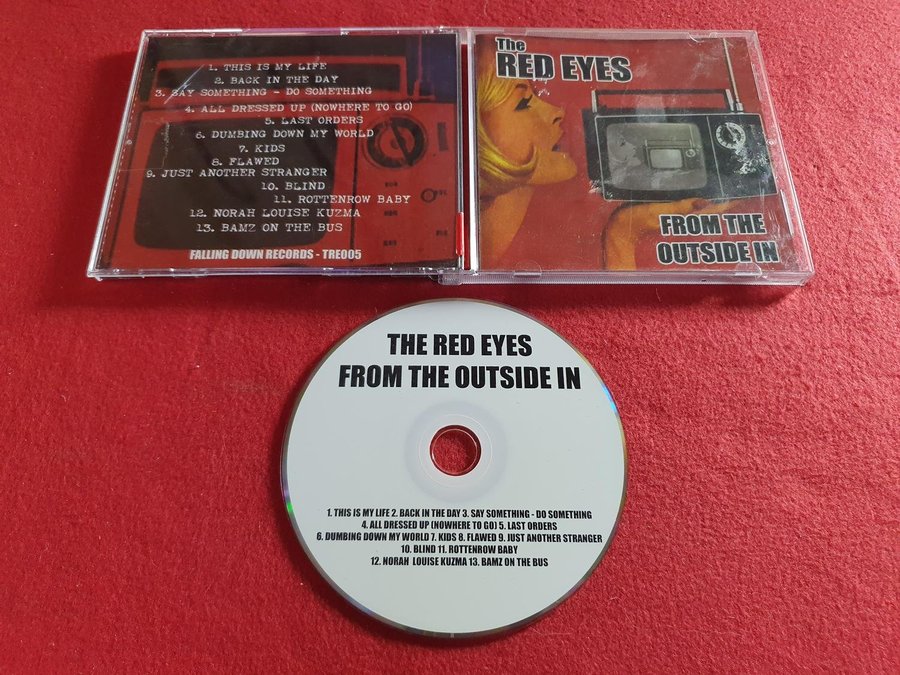 1. THIS IS MY LIFE
2. BACK IN THE DAY
3. SAY SOMETHING - DO SOMETHING
4. ALL DRESSED UP (NOWHERE TO GO)
5. LAST ORDERS
6. DUMBING DOWN MY WORLD
7. KIDS
8. FLAWED
9. JUST ANOTHER STRANGER
10. BLIND
11. ROTTENROW BABY
12. NORAH LOUISE KUZMA
13. BAMZ ON THE BUS
FALLING DOWN RECORDS - TRE005
The
RED EYES
FROM THE
OUTSIDE IN
THE RED EYES
FROM THE OUTSIDE IN
1. THIS IS MY LIFE 2. BACK IN THE DAY 3. SAY SOMETHING - DO SOMETHING
4. ALL DRESSED UP (NOWHERE TO GO) 5. LAST ORDERS
6. DUMBING DOWN MY WORLD 7. KIDS 8. FLAWED 9. JUST ANOTHER STRANGER
10. BLIND 11. ROTTENROW BABY
12. NORAH LOUISE KUZMA 13. BAMZ ON THE BUS